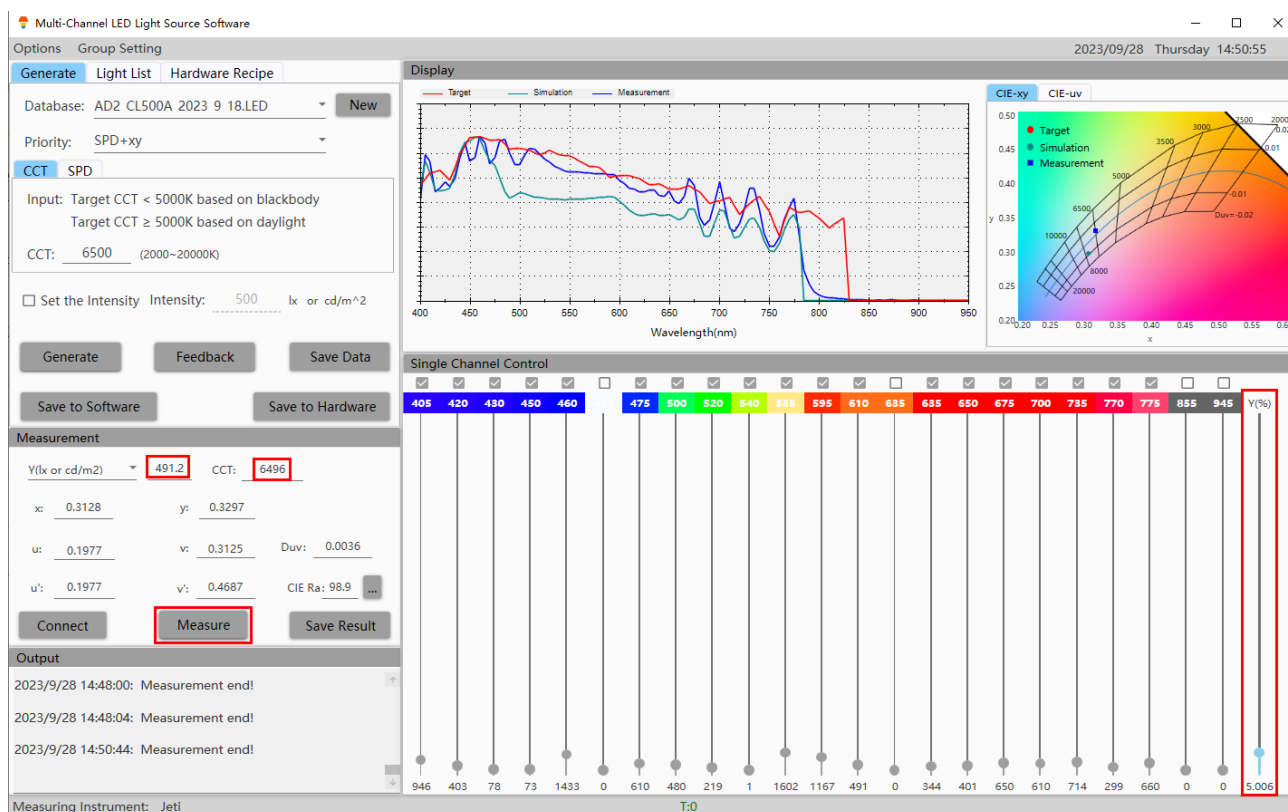 Multi-Channel LED Light Source Software
Options Group Setting 2023/09/28 Thursday 14:50:55
Generate Light List Hardware Recipe
Database: AD2 CL500A 2023 9 18.LED New
Priority: SPD+xy
CCT SPD
Input: Target CCT < 5000K based on blackbody
Target CCT ≥ 5000K based on daylight
CCT: 6500 (2000~20000K)
Set the Intensity Intensity: 500 lx or cd/m^2
Generate Feedback Save Data
Save to Software Save to Hardware
Measurement
Y(lx or cd/m2) 491.2 CCT: 6496
x: 0.3128 y: 0.3297
u: 0.1977 v: 0.3125 Duv: 0.0036
u': 0.1977 v': 0.4687 CIE Ra: 98.9 ...
Connect Measure Save Result
Output
2023/9/28 14:48:00: Measurement end!
2023/9/28 14:48:04: Measurement end!
2023/9/28 14:50:44: Measurement end!
Measuring Instrument: Jeti T:0
Display
Target Simulation Measurement
400 450 500 550 600 650 700 750 800 850 900 950
Wavelength(nm)
CIE-xy CIE-uv
Target
Simulation
Measurement
0.50
0.45
0.40
y 0.35
0.30
0.25
0.20
0.20 0.25 0.30 0.35 0.40 0.45 0.50 0.55
x
2500 2000
3000
3500
5000
6500
10000
8000
20000
0.01
-0.01
Duv=-0.02
Single Channel Control
405 420 430 450 460 475 500 520 540 555 595 610 635 635 650 675 700 735 770 775 855 945 Y(%)
946 403 78 73 1433 0 610 480 219 1 1602 1167 491 0 344 401 650 610 714 299 660 0 0 5.006